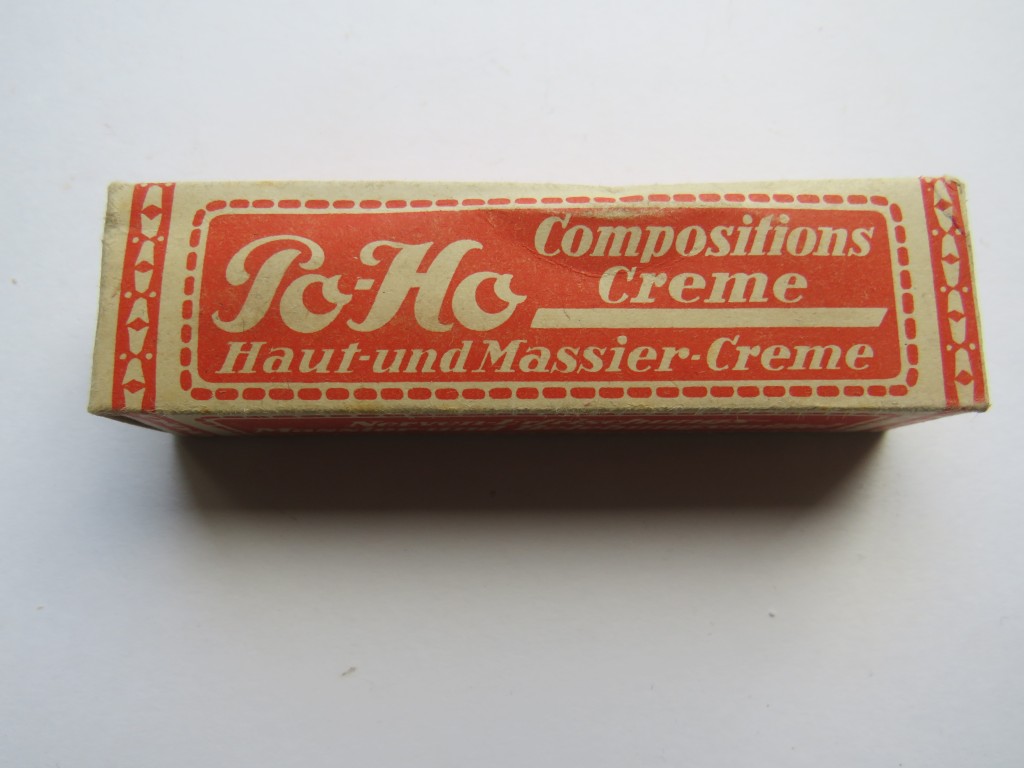 Po-Ho
Compositions
Creme
Haut-und Massier-Creme